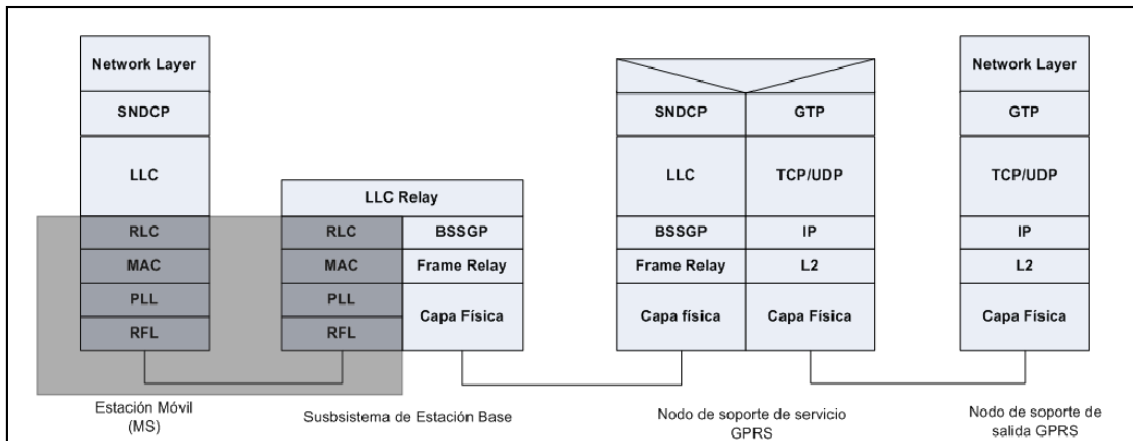 Network Layer
SNDCP
LLC
RLC
MAC
PLL
RFL
Estación Móvil
(MS)
LLC Relay
RLC
BSSGP
MAC
Frame Relay
PLL
RFL
Capa Física
Susbsistema de Estación Base
SNDCP
GTP
LLC
TCP/UDP
BSSGP
IP
Frame Relay
L2
Capa física
Capa Física
Nodo de soporte de servicio
GPRS
Network Layer
GTP
TCP/UDP
IP
L2
Capa Física
Nodo de soporte de
salida GPRS